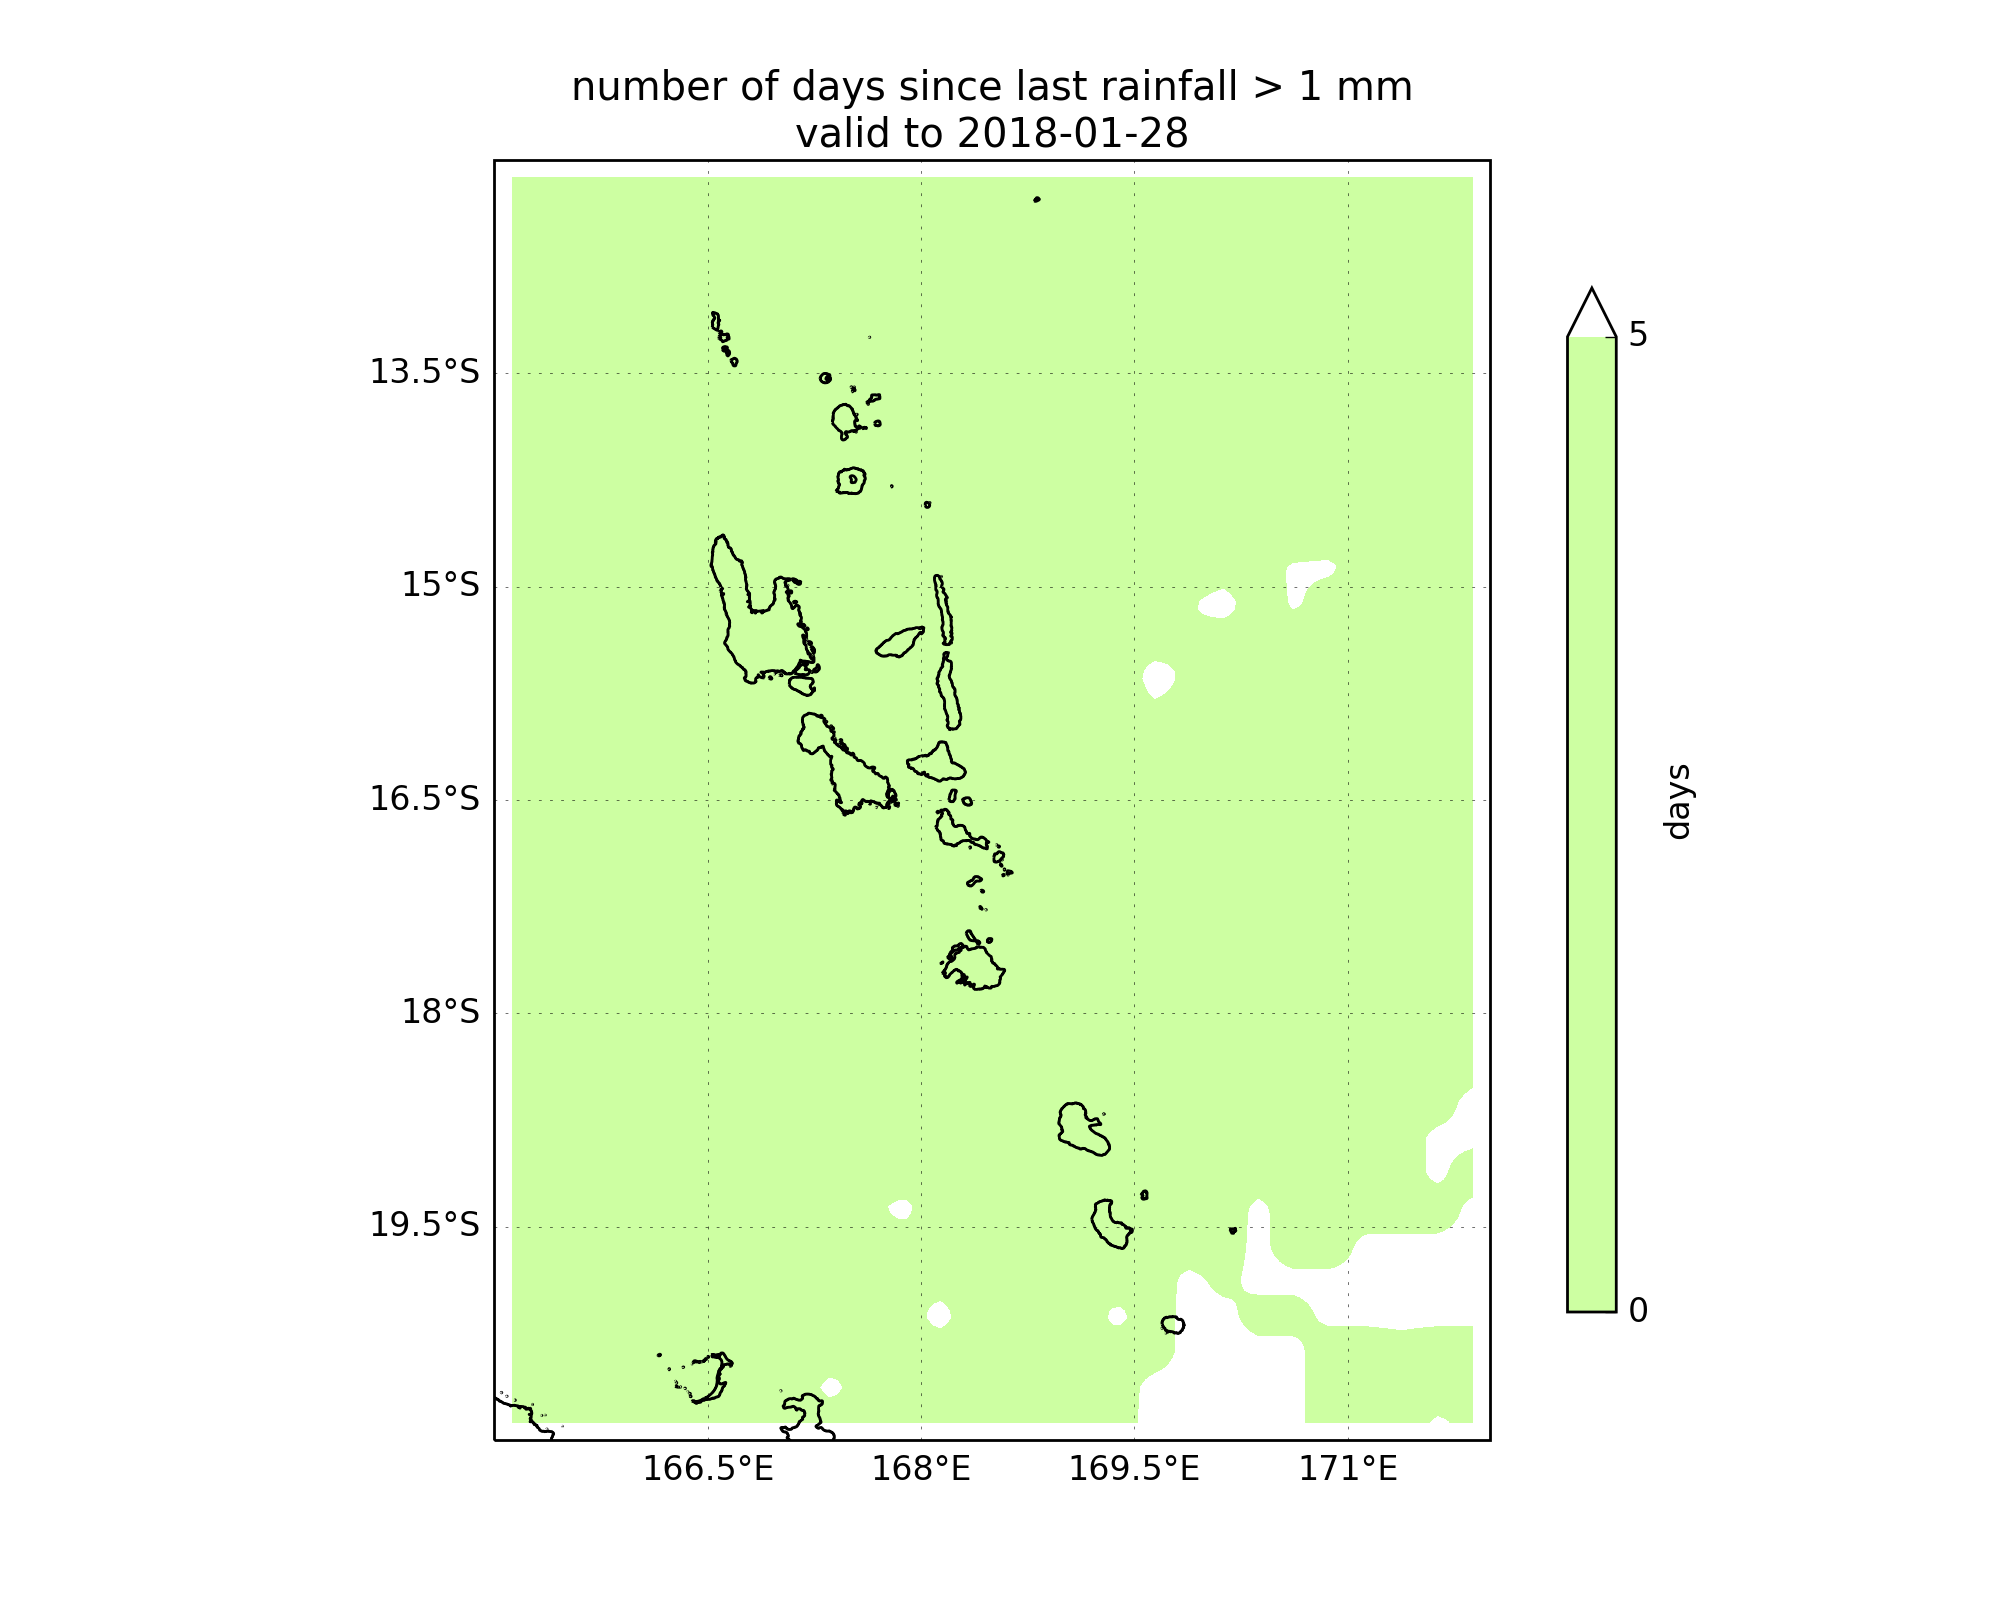 number of days since last rainfall > 1 mm
valid to 2018-01-28
13.5°S
15°S
16.5°S
18°S
19.5°S
166.5°E
168°E
169.5°E
171°E
5
0
days